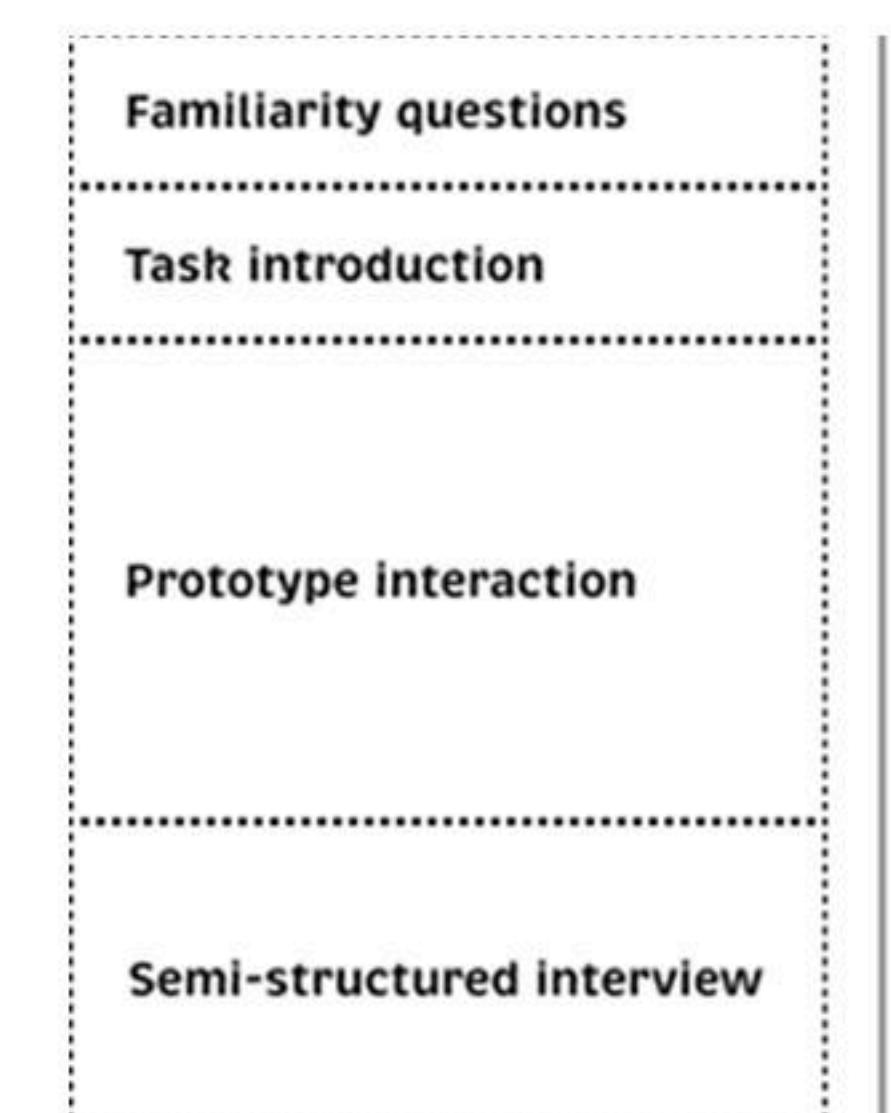 Familiarity questions
Task introduction
Prototype interaction
Semi-structured interview